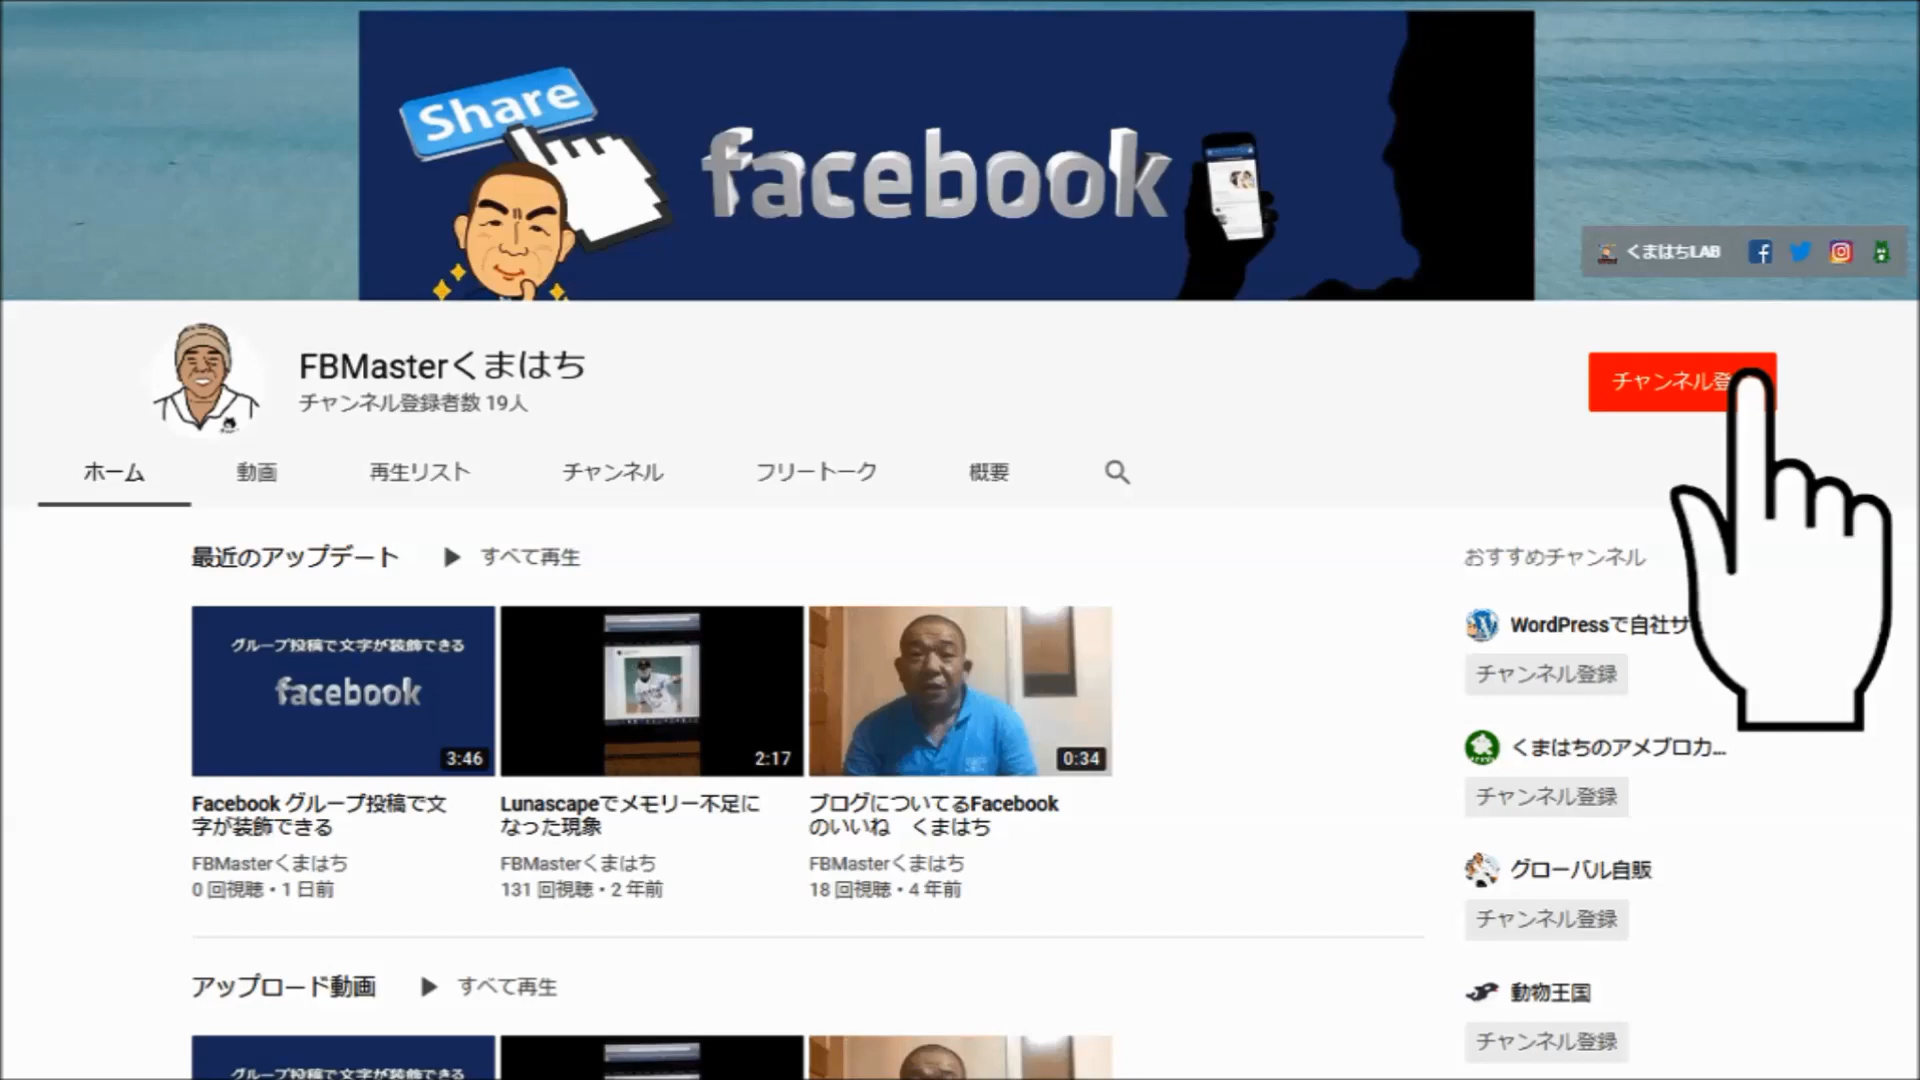 Share
facebook
くまはちLAB
FBMasterくまはち
チャンネル登録者数 19人
チャンネル登
ホーム 動画 再生リスト チャンネル フリートーク 概要
最近のアップデート すべて再生
グループ投稿で文字が装飾できる
facebook
3:46
2:17
0:34
Facebook グループ投稿で文
字が装飾できる
FBMasterくまはち
0 回視聴・1 日前
Lunascapeでメモリー不足に
なった現象
FBMasterくまはち
131 回視聴・2 年前
ブログについてるFacebook
のいいね くまはち
FBMasterくまはち
18 回視聴・4 年前
おすすめチャンネル
WordPressで自社サ
チャンネル登録
くまはちのアメブロカ...
チャンネル登録
グローバル自販
チャンネル登録
動物王国
チャンネル登録
アップロード動画 すべて再生
グループ投稿で文字が装飾できる